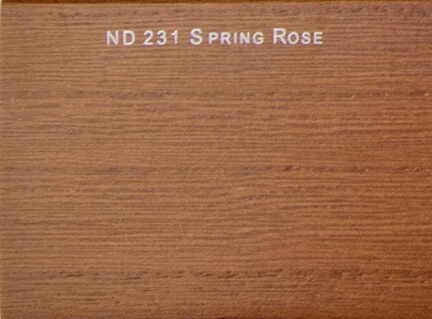 ND 231 SPRING ROSE